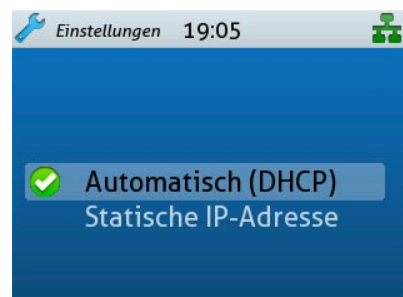 Einstellungen 19:05
Automatisch (DHCP)
Statische IP-Adresse